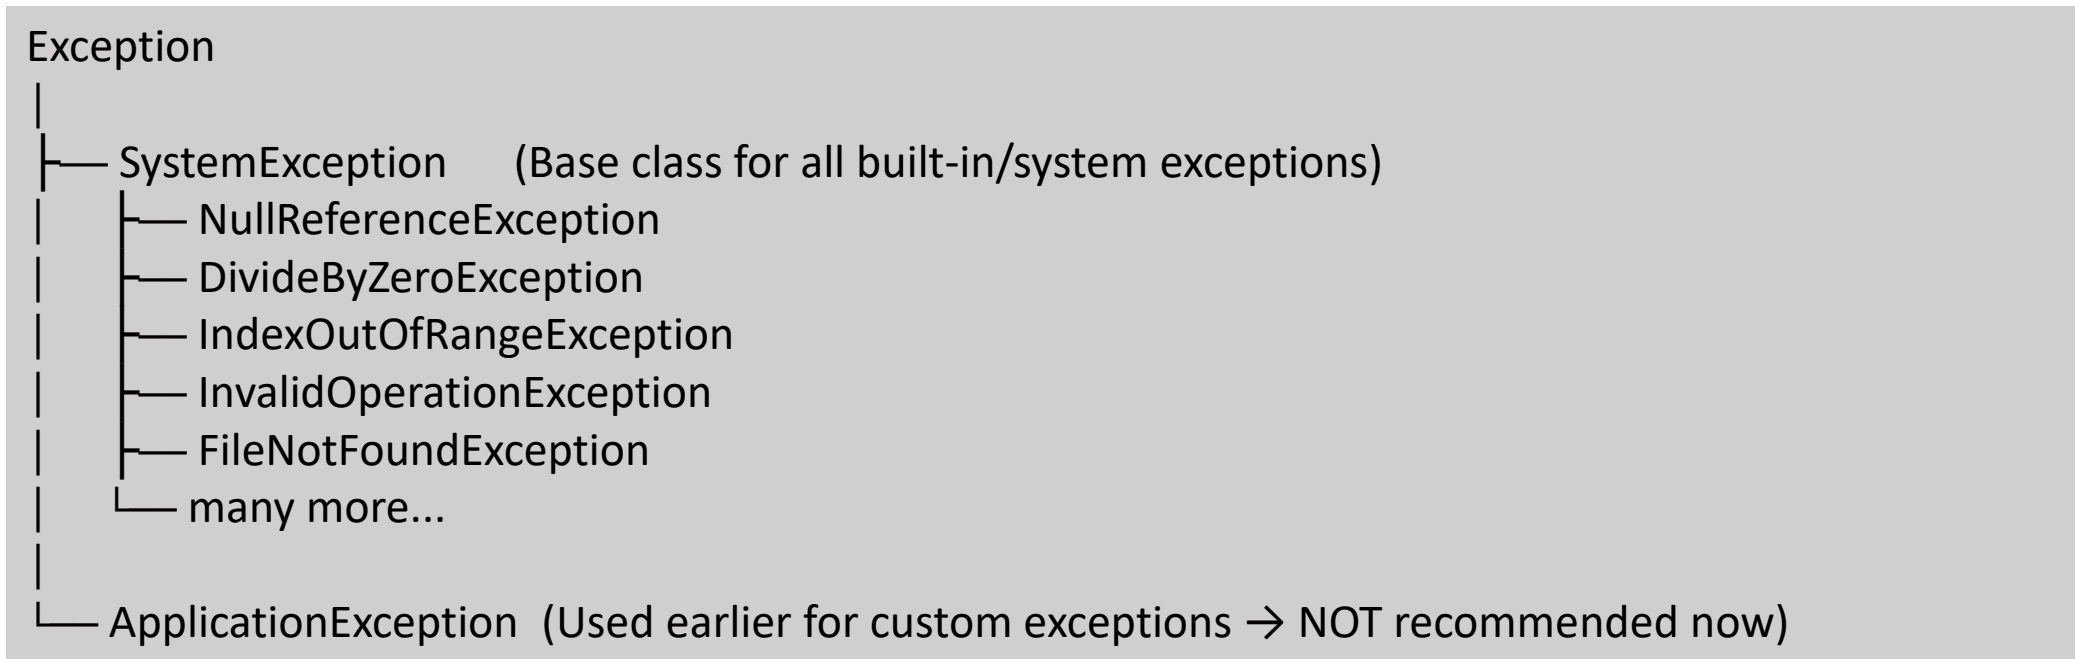 Exception
│
├── SystemException (Base class for all built-in/system exceptions)
│ ├── NullReferenceException
│ ├── DivideByZeroException
│ ├── IndexOutOfRangeException
│ ├── InvalidOperationException
│ ├── FileNotFoundException
│ └── many more...
│
└── ApplicationException (Used earlier for custom exceptions → NOT recommended now)